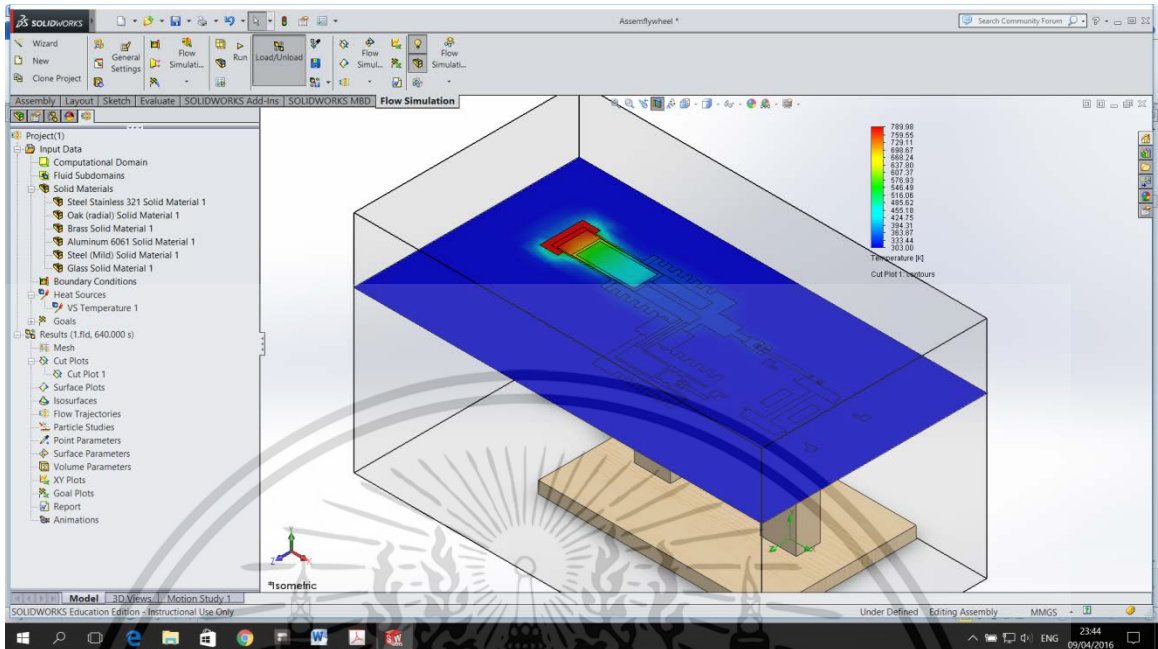 SOLIDWORKS
Assemflywheel *
Search Community Forum
Wizard
New
Clone Project
General Settings
Flow Simulati...
Run
Load/Unload
Flow Simul...
Flow Simulati...
Assembly Layout Sketch Evaluate SOLIDWORKS Add-Ins SOLIDWORKS MBD Flow Simulation
Project(1)
Input Data
Computational Domain
Fluid Subdomains
Solid Materials
Steel Stainless 321 Solid Material 1
Oak (radial) Solid Material 1
Brass Solid Material 1
Aluminum 6061 Solid Material 1
Steel (Mild) Solid Material 1
Glass Solid Material 1
Boundary Conditions
Heat Sources
VS Temperature 1
Goals
Results (1.fld, 640.000 s)
Mesh
Cut Plots
Cut Plot 1
Surface Plots
Isosurfaces
Flow Trajectories
Particle Studies
Point Parameters
Surface Parameters
Volume Parameters
XY Plots
Goal Plots
Report
Animations
789.98
759.55
729.11
698.67
668.24
637.80
607.37
576.93
546.49
516.06
485.62
455.18
424.75
394.31
363.87
333.44
303.00
Temperature [K]
Cut Plot 1: contours
*Isometric
Model 3D Views Motion Study 1
SOLIDWORKS Education Edition - Instructional Use Only
Under Defined Editing Assembly MMGS
ENG
23:44
09/04/2016